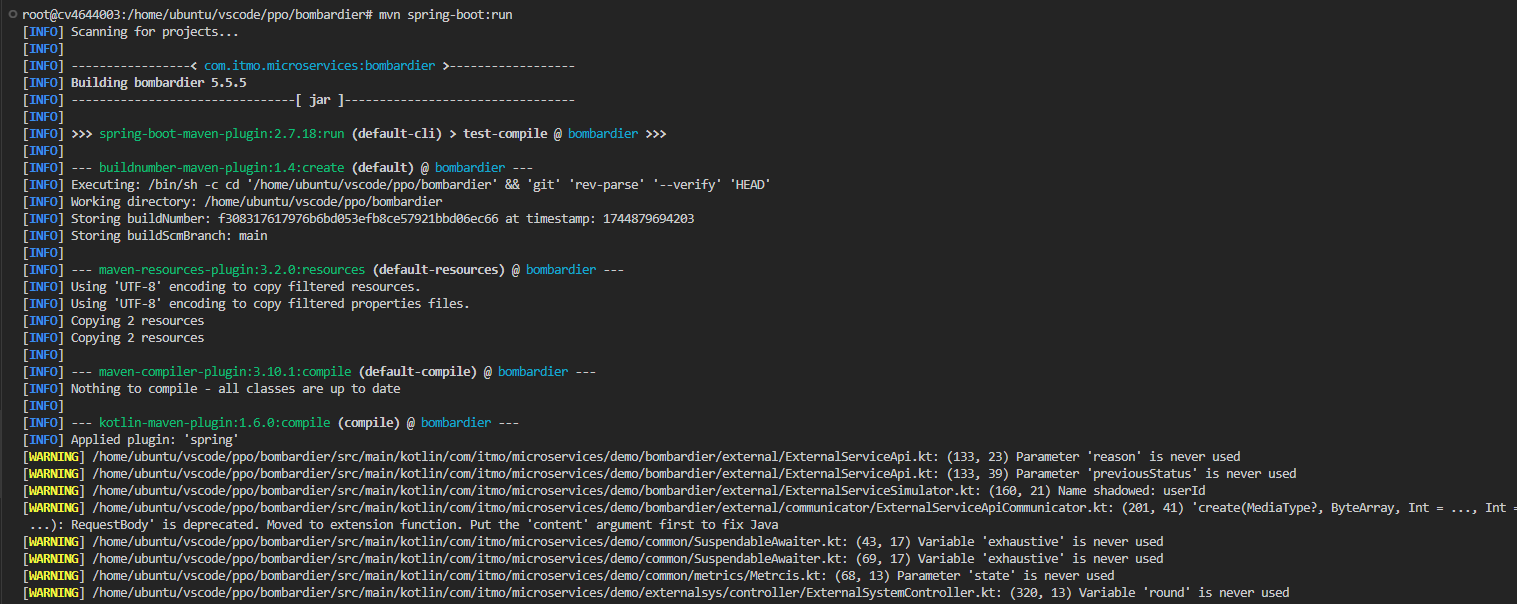 root@cv4644003:/home/ubuntu/vscode/ppo/bombardier# mvn spring-boot:run
[INFO] Scanning for projects...
[INFO]
[INFO] -----------------< com.itmo.microservices:bombardier >------------------
[INFO] Building bombardier 5.5.5
[INFO] --------------------------------[ jar ]---------------------------------
[INFO]
[INFO] >>> spring-boot-maven-plugin:2.7.18:run (default-cli) > test-compile @ bombardier >>>
[INFO]
[INFO] --- buildnumber-maven-plugin:1.4:create (default) @ bombardier ---
[INFO] Executing: /bin/sh -c cd '/home/ubuntu/vscode/ppo/bombardier' && 'git' 'rev-parse' '--verify' 'HEAD'
[INFO] Working directory: /home/ubuntu/vscode/ppo/bombardier
[INFO] Storing buildNumber: f308317617976b6bd053efb8ce57921bbd06ec66 at timestamp: 1744879694203
[INFO] Storing buildScmBranch: main
[INFO]
[INFO] --- maven-resources-plugin:3.2.0:resources (default-resources) @ bombardier ---
[INFO] Using 'UTF-8' encoding to copy filtered resources.
[INFO] Using 'UTF-8' encoding to copy filtered properties files.
[INFO] Copying 2 resources
[INFO] Copying 2 resources
[INFO]
[INFO] --- maven-compiler-plugin:3.10.1:compile (default-compile) @ bombardier ---
[INFO] Nothing to compile - all classes are up to date
[INFO]
[INFO] --- kotlin-maven-plugin:1.6.0:compile (compile) @ bombardier ---
[INFO] Applied plugin: 'spring'
[WARNING] /home/ubuntu/vscode/ppo/bombardier/src/main/kotlin/com/itmo/microservices/demo/bombardier/external/ExternalServiceApi.kt: (133, 23) Parameter 'reason' is never used
[WARNING] /home/ubuntu/vscode/ppo/bombardier/src/main/kotlin/com/itmo/microservices/demo/bombardier/external/ExternalServiceApi.kt: (133, 39) Parameter 'previousStatus' is never used
[WARNING] /home/ubuntu/vscode/ppo/bombardier/src/main/kotlin/com/itmo/microservices/demo/bombardier/external/ExternalServiceSimulator.kt: (160, 21) Name shadowed: userId
[WARNING] /home/ubuntu/vscode/ppo/bombardier/src/main/kotlin/com/itmo/microservices/demo/bombardier/external/communicator/ExternalServiceApiCommunicator.kt: (201, 41) 'create(MediaType?, ByteArray, Int = ..., Int =
...): RequestBody' is deprecated. Moved to extension function. Put the 'content' argument first to fix Java
[WARNING] /home/ubuntu/vscode/ppo/bombardier/src/main/kotlin/com/itmo/microservices/demo/common/SuspendableAwaiter.kt: (43, 17) Variable 'exhaustive' is never used
[WARNING] /home/ubuntu/vscode/ppo/bombardier/src/main/kotlin/com/itmo/microservices/demo/common/SuspendableAwaiter.kt: (69, 17) Variable 'exhaustive' is never used
[WARNING] /home/ubuntu/vscode/ppo/bombardier/src/main/kotlin/com/itmo/microservices/demo/common/metrics/Metrcis.kt: (68, 13) Parameter 'state' is never used
[WARNING] /home/ubuntu/vscode/ppo/bombardier/src/main/kotlin/com/itmo/microservices/demo/externalsys/controller/ExternalSystemController.kt: (320, 13) Variable 'round' is never used